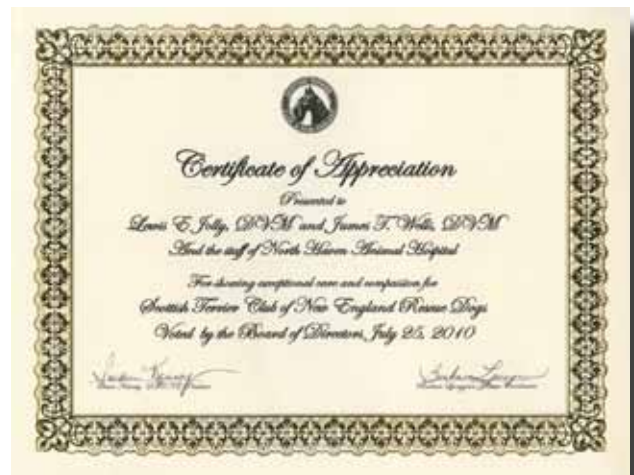 Certificate of Appreciation
Presented to
Lewis E. Jolly, DVM and James T. Wells, DVM
And the staff of North Haven Animal Hospital
For showing exceptional care and compassion for
Scottish Terrier Club of New England Rescue Dogs
Voted by the Board of Directors, July 25, 2010